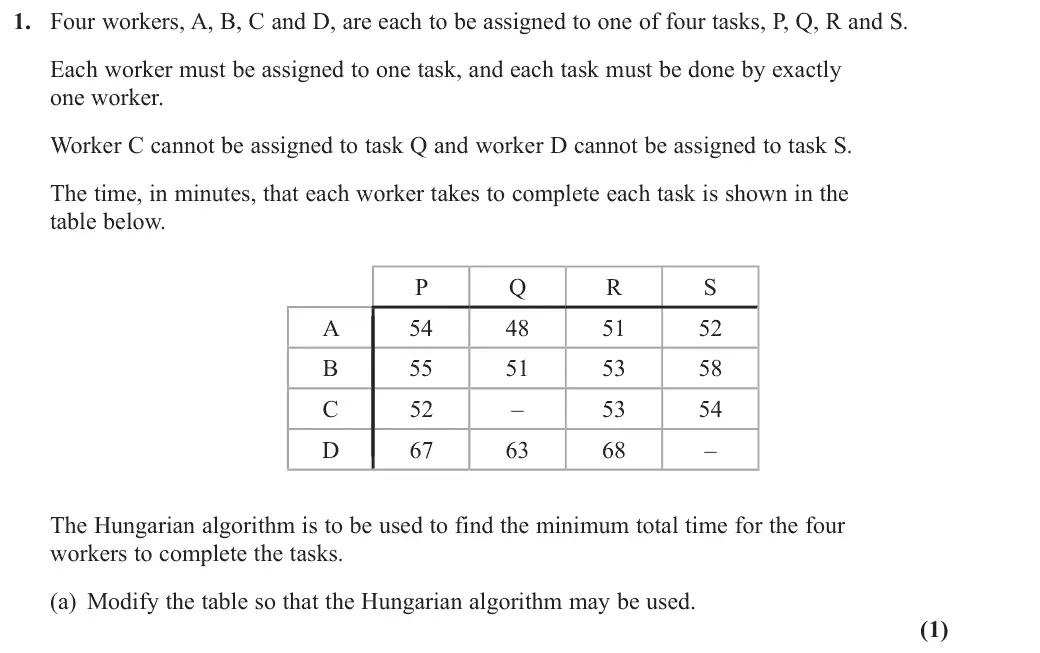 1. Four workers, A, B, C and D, are each to be assigned to one of four tasks, P, Q, R and S.
Each worker must be assigned to one task, and each task must be done by exactly
one worker.
Worker C cannot be assigned to task Q and worker D cannot be assigned to task S.
The time, in minutes, that each worker takes to complete each task is shown in the
table below.
P Q R S
A 54 48 51 52
B 55 51 53 58
C 52 – 53 54
D 67 63 68 –
The Hungarian algorithm is to be used to find the minimum total time for the four
workers to complete the tasks.
(a) Modify the table so that the Hungarian algorithm may be used.
(1)